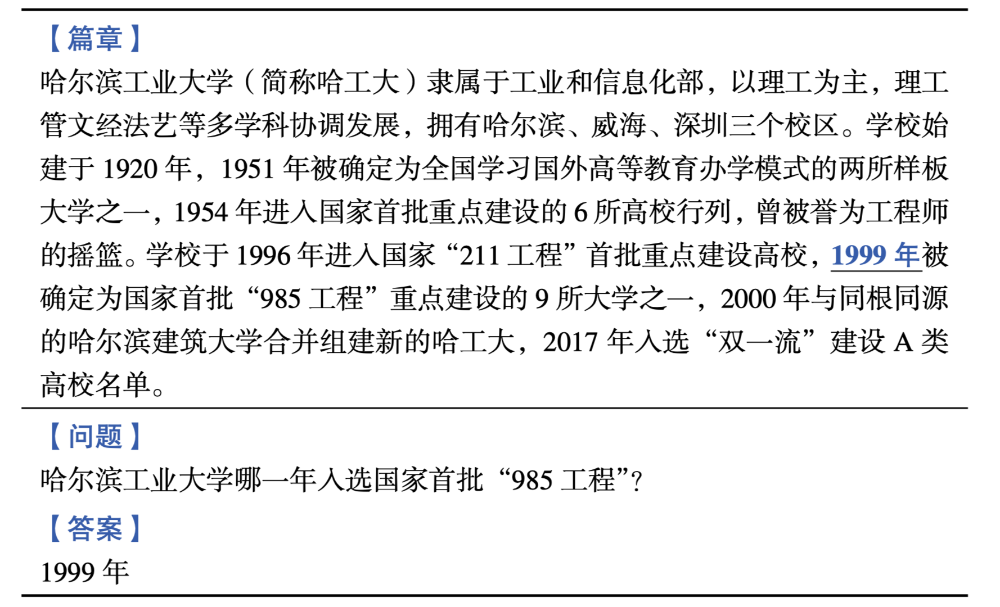 【篇章】
哈尔滨工业大学（简称哈工大）隶属于工业和信息化部，以理工为主，理工
管文经法艺等多学科协调发展，拥有哈尔滨、威海、深圳三个校区。学校始
建于 1920 年，1951 年被确定为全国学习国外高等教育办学模式的两所样板
大学之一，1954 年进入国家首批重点建设的 6 所高校行列，曾被誉为工程师
的摇篮。学校于 1996 年进入国家“211 工程”首批重点建设高校，1999 年被
确定为国家首批“985 工程”重点建设的 9 所大学之一，2000 年与同根同源
的哈尔滨建筑大学合并组建新的哈工大，2017 年入选“双一流”建设 A 类
高校名单。
【问题】
哈尔滨工业大学哪一年入选国家首批“985 工程”？
【答案】
1999 年